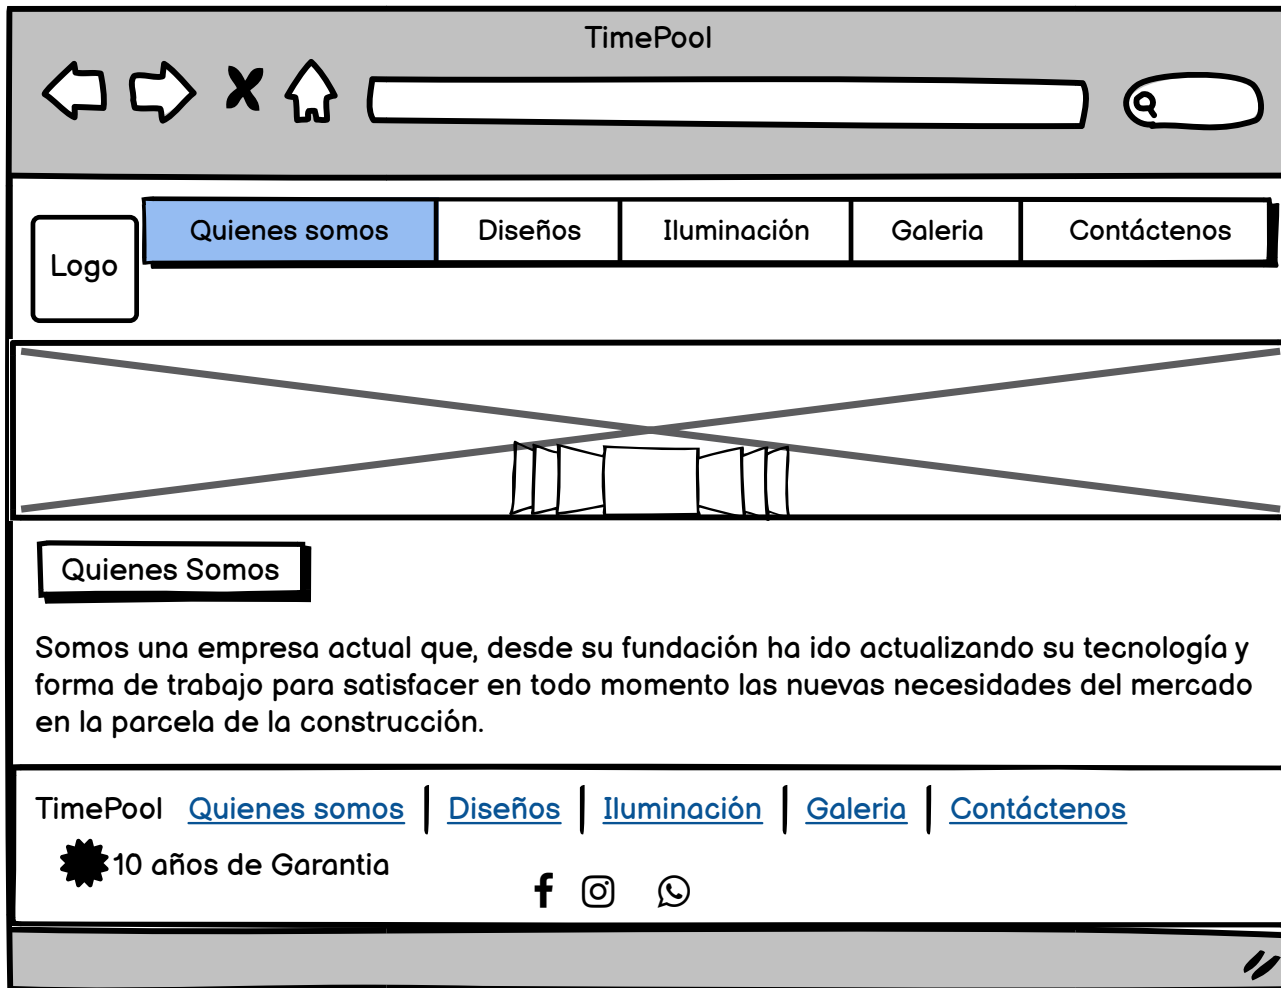 TimePool
Logo
Quienes somos Diseños Iluminación Galeria Contáctenos
Quienes Somos
Somos una empresa actual que, desde su fundación ha ido actualizando su tecnología y
forma de trabajo para satisfacer en todo momento las nuevas necesidades del mercado
en la parcela de la construcción.
TimePool Quienes somos Diseños Iluminación Galeria Contáctenos
10 años de Garantia